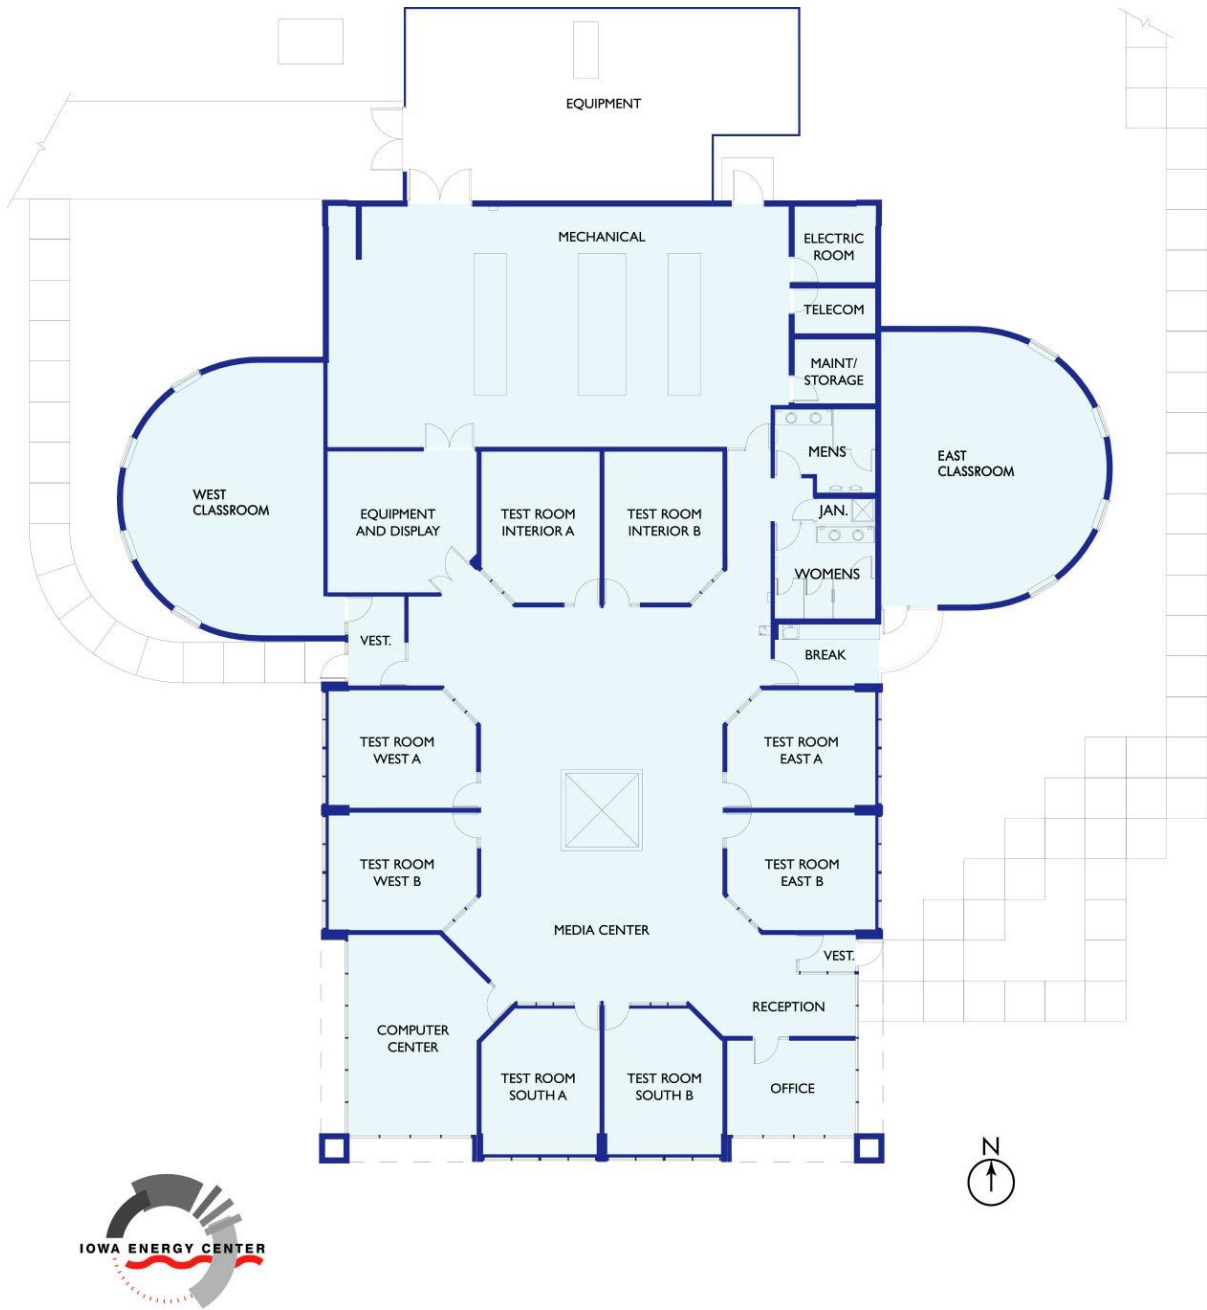 EQUIPMENT
MECHANICAL
ELECTRIC
ROOM
TELECOM
MAINT/
STORAGE
MENS
EAST
CLASSROOM
WEST
CLASSROOM
EQUIPMENT
AND DISPLAY
TEST ROOM
INTERIOR A
TEST ROOM
INTERIOR B
JAN.
WOMENS
VEST.
BREAK
TEST ROOM
WEST A
TEST ROOM
EAST A
TEST ROOM
WEST B
TEST ROOM
EAST B
MEDIA CENTER
VEST.
RECEPTION
COMPUTER
CENTER
TEST ROOM
SOUTH A
TEST ROOM
SOUTH B
OFFICE
N
IOWA ENERGY CENTER